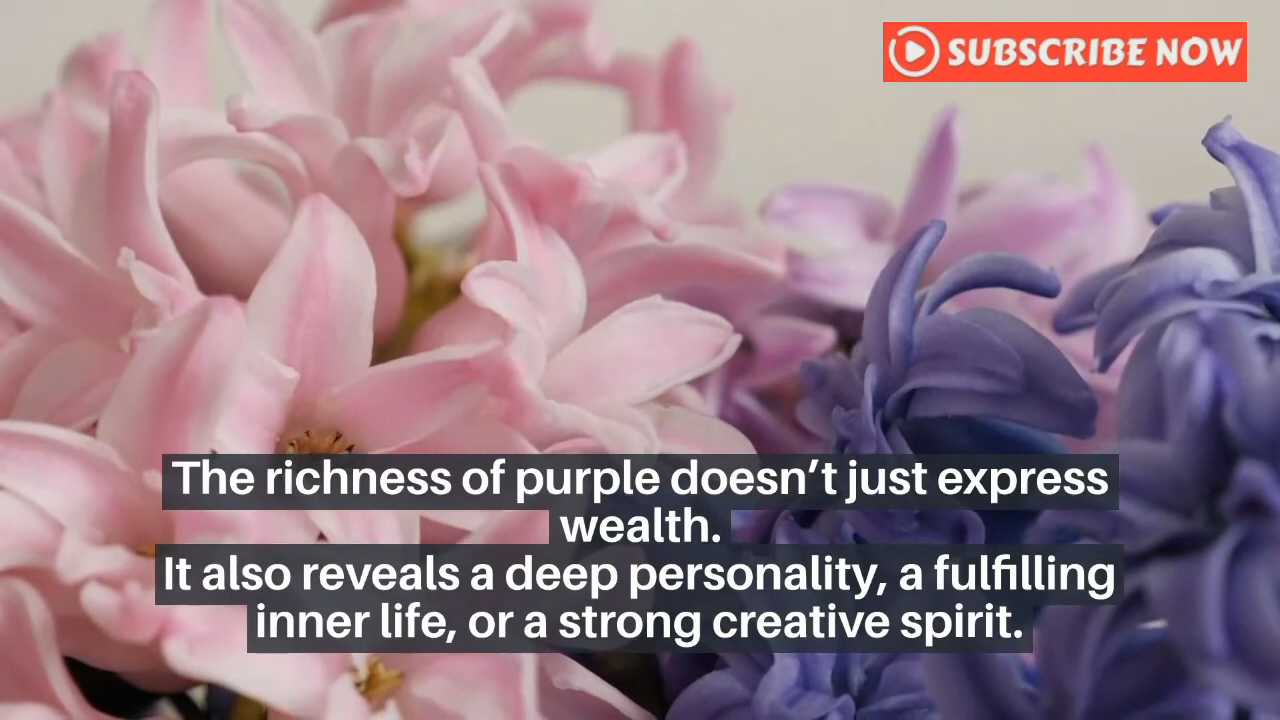 SUBSCRIBE NOW
The richness of purple doesn’t just express
wealth.
It also reveals a deep personality, a fulfilling
inner life, or a strong creative spirit.